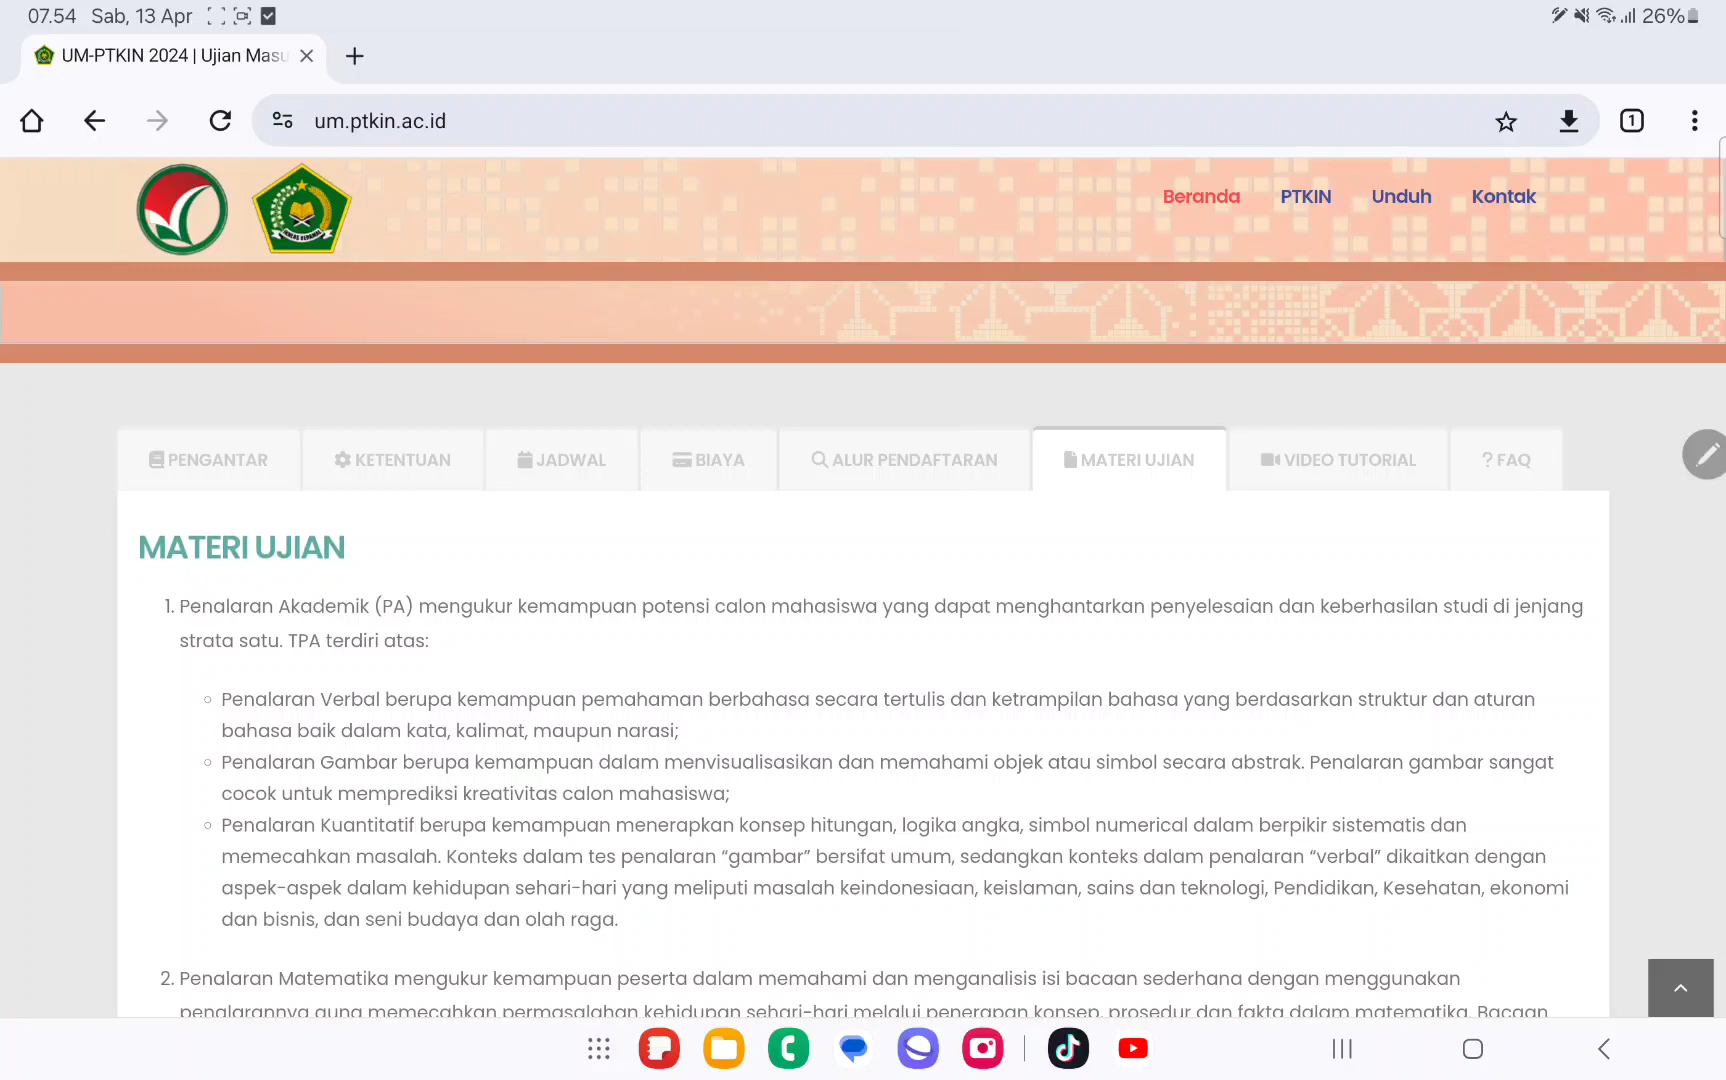 07.54 Sab, 13 Apr
26%
UM-PTKIN 2024 | Ujian Masu
um.ptkin.ac.id
1
Beranda PTKIN Unduh Kontak
PENGANTAR KETENTUAN JADWAL BIAYA ALUR PENDAFTARAN MATERI UJIAN VIDEO TUTORIAL ? FAQ
MATERI UJIAN
1. Penalaran Akademik (PA) mengukur kemampuan potensi calon mahasiswa yang dapat menghantarkan penyelesaian dan keberhasilan studi di jenjang
strata satu. TPA terdiri atas:
Penalaran Verbal berupa kemampuan pemahaman berbahasa secara tertulis dan ketrampilan bahasa yang berdasarkan struktur dan aturan
bahasa baik dalam kata, kalimat, maupun narasi;
Penalaran Gambar berupa kemampuan dalam menvisualisasikan dan memahami objek atau simbol secara abstrak. Penalaran gambar sangat
cocok untuk memprediksi kreativitas calon mahasiswa;
Penalaran Kuantitatif berupa kemampuan menerapkan konsep hitungan, logika angka, simbol numerical dalam berpikir sistematis dan
memecahkan masalah. Konteks dalam tes penalaran “gambar” bersifat umum, sedangkan konteks dalam penalaran “verbal” dikaitkan dengan
aspek-aspek dalam kehidupan sehari-hari yang meliputi masalah keindonesiaan, keislaman, sains dan teknologi, Pendidikan, Kesehatan, ekonomi
dan bisnis, dan seni budaya dan olah raga.
2. Penalaran Matematika mengukur kemampuan peserta dalam memahami dan menganalisis isi bacaan sederhana dengan menggunakan
penalarannya guna memecahkan permasalahan kehidupan sehari-hari melalui penerapan konsep, prosedur dan fakta dalam matematika. Bacaan